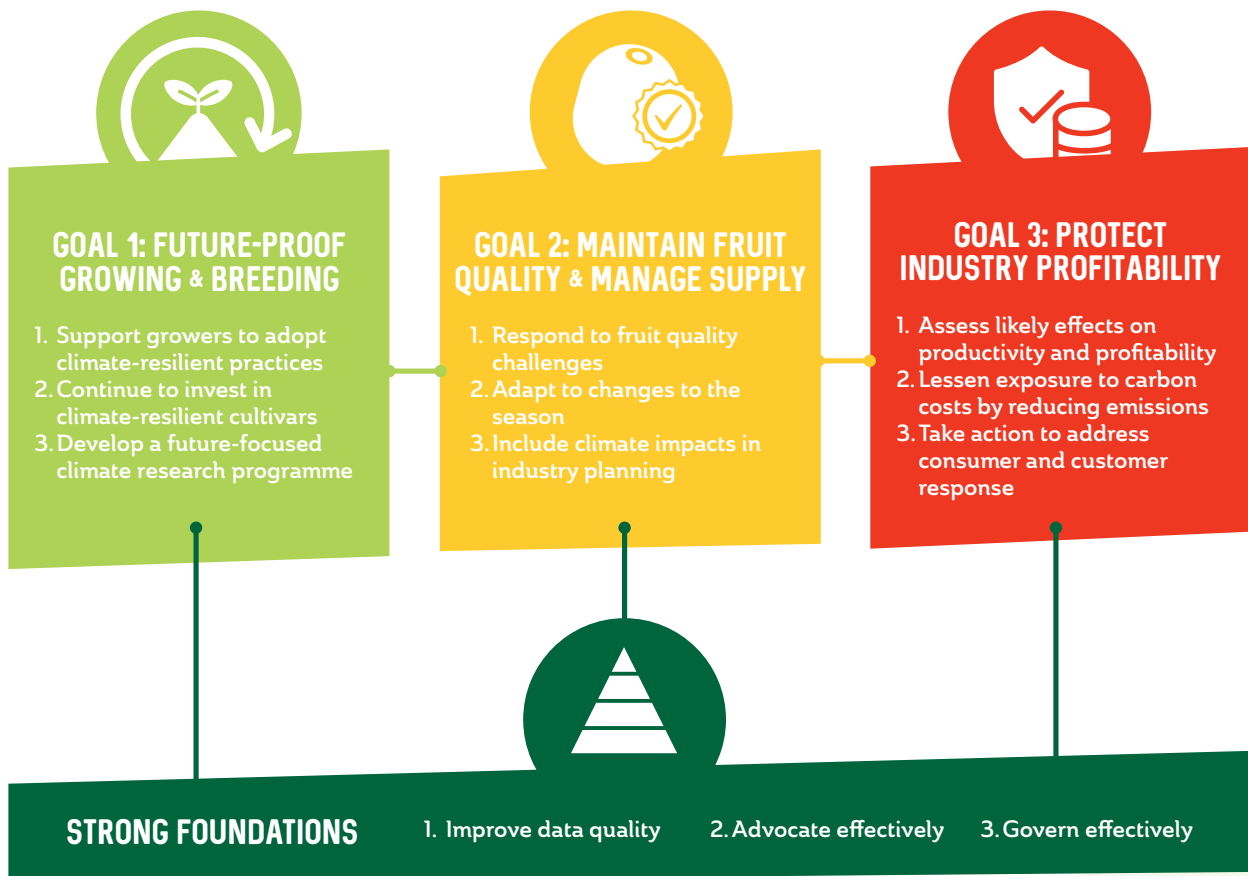 GOAL 1: FUTURE-PROOF
GROWING & BREEDING
1. Support growers to adopt
climate-resilient practices
2. Continue to invest in
climate-resilient cultivars
3. Develop a future-focused
climate research programme
GOAL 2: MAINTAIN FRUIT
QUALITY & MANAGE SUPPLY
1. Respond to fruit quality
challenges
2. Adapt to changes to the
season
3. Include climate impacts in
industry planning
GOAL 3: PROTECT
INDUSTRY PROFITABILITY
1. Assess likely effects on
productivity and profitability
2. Lessen exposure to carbon
costs by reducing emissions
3. Take action to address
consumer and customer
response
STRONG FOUNDATIONS
1. Improve data quality
2. Advocate effectively
3. Govern effectively